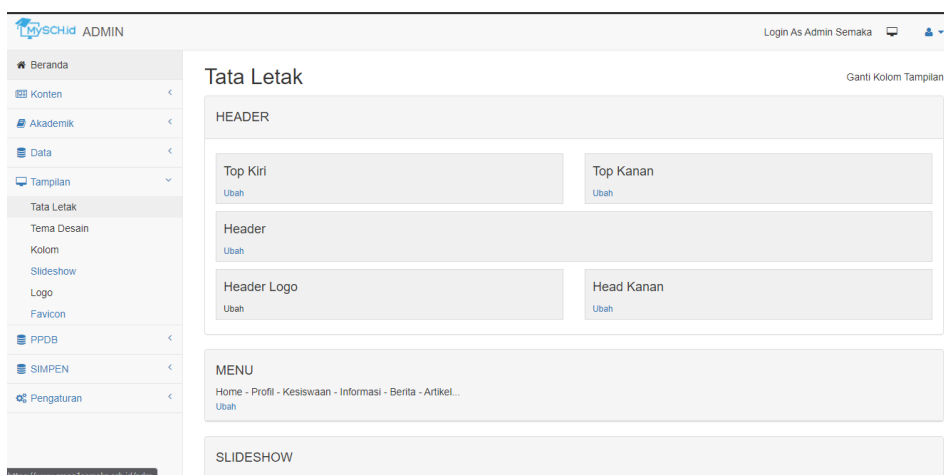 MySCH.id ADMIN
Login As Admin Semaka
Beranda
Konten
Akademik
Data
Tampilan
Tata Letak
Tema Desain
Kolom
Slideshow
Logo
Favicon
PPDB
SIMPEN
Pengaturan
Tata Letak
Ganti Kolom Tampilan
HEADER
Top Kiri
Ubah
Top Kanan
Ubah
Header
Ubah
Header Logo
Ubah
Head Kanan
Ubah
MENU
Home - Profil - Kesiswaan - Informasi - Berita - Artikel...
Ubah
SLIDESHOW